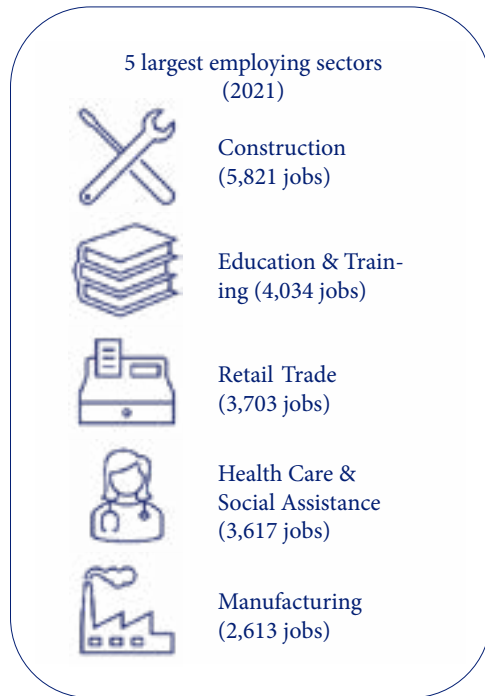 5 largest employing sectors
(2021)
Construction
(5,821 jobs)
Education & Train-
ing (4,034 jobs)
Retail Trade
(3,703 jobs)
Health Care &
Social Assistance
(3,617 jobs)
Manufacturing
(2,613 jobs)